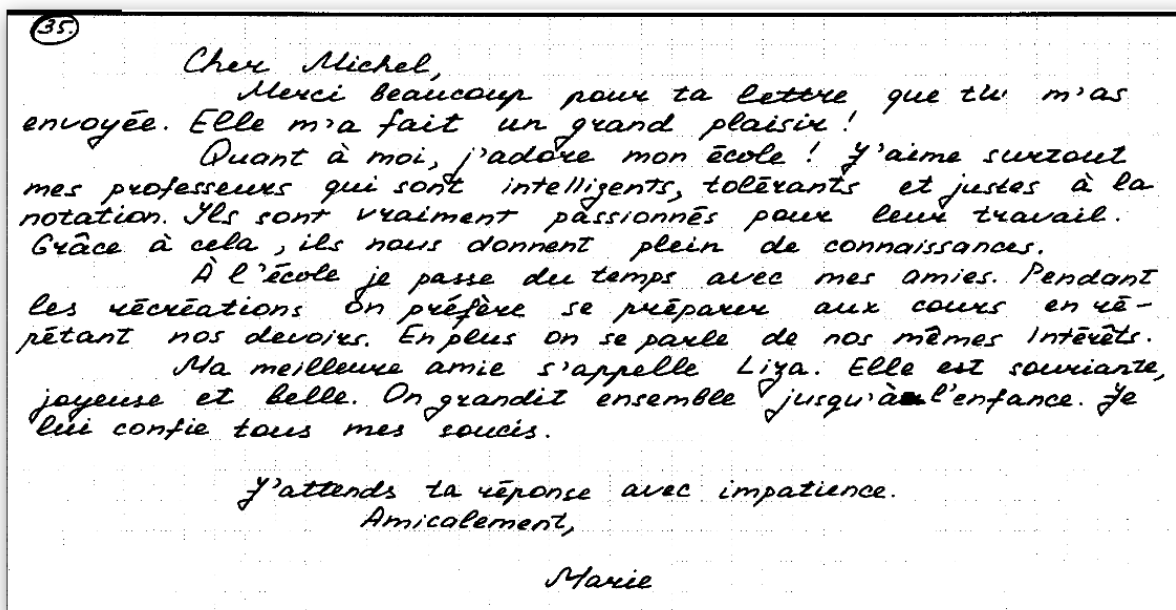 35.
Cher Michel,
Merci beaucoup pour ta lettre que tu m'as
envoyée. Elle m'a fait un grand plaisir !
Quant à moi, j'adore mon école ! J'aime surtout
mes professeurs qui sont intelligents, tolérants et justes à la
notation. Ils sont vraiment passionnés pour leur travail.
Grâce à cela, ils nous donnent plein de connaissances.
À l'école je passe du temps avec mes amies. Pendant
les récréations on préfère se préparer aux cours en ré-
pétant nos devoirs. En plus on se parle de nos mêmes intérêts.
Ma meilleure amie s'appelle Liza. Elle est souriante,
joyeuse et belle. On grandit ensemble jusqu'à l'enfance. Je
lui confie tous mes soucis.
J'attends ta réponse avec impatience.
Amicalement,
Marie